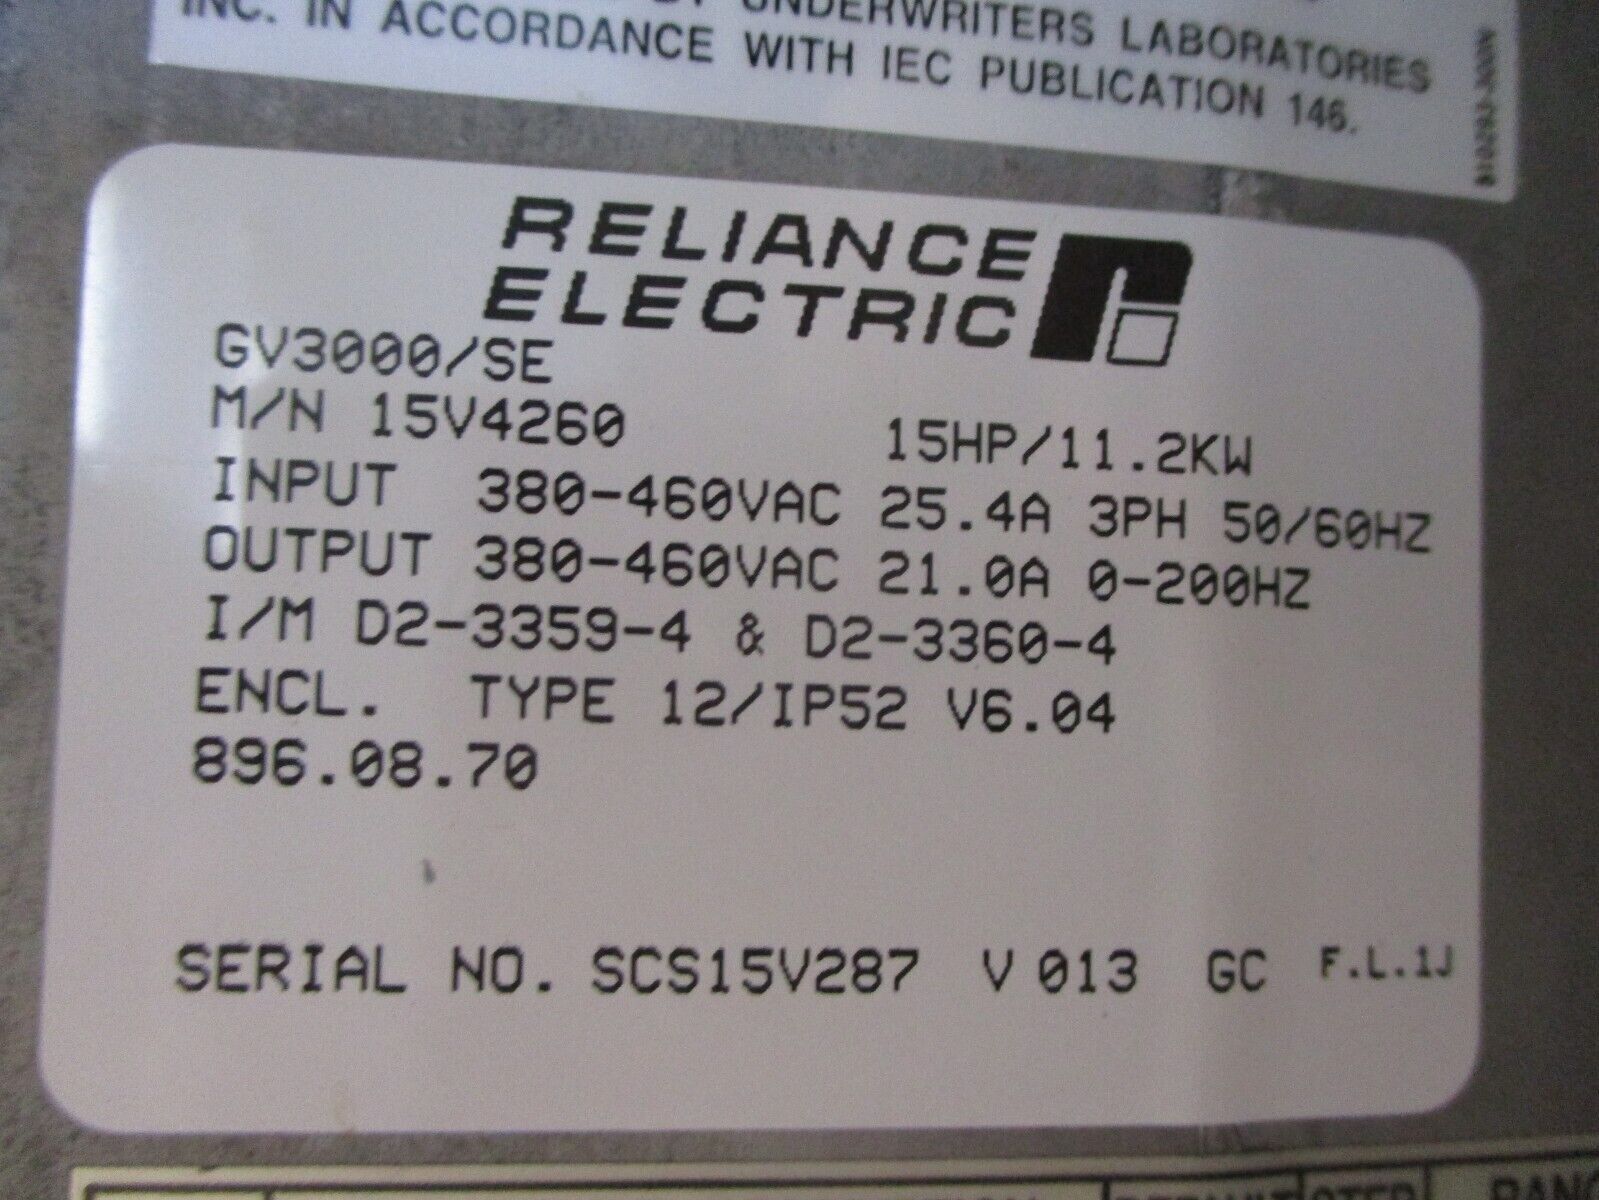 UNDERWRITERS LABORATORIES
INC. IN ACCORDANCE WITH IEC PUBLICATION 146.
RELIANCE
ELECTRIC
GV3000/SE
M/N 15V4260 15HP/11.2KW
INPUT 380-460VAC 25.4A 3PH 50/60HZ
OUTPUT 380-460VAC 21.0A 0-200HZ
I/M D2-3359-4 & D2-3360-4
ENCL. TYPE 12/IP52 V6.04
896.08.70
SERIAL NO. SCS15V287 V 013 GC F.L.1J